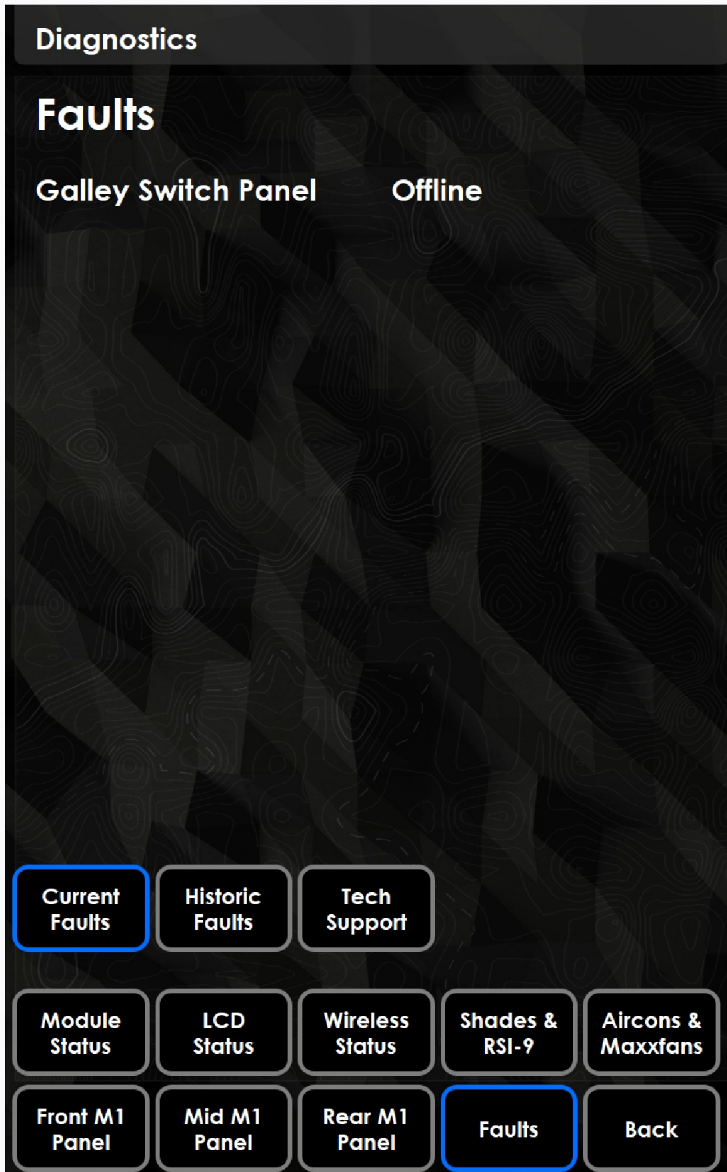 Diagnostics
Faults
Galley Switch Panel Offline
Current
Faults
Historic
Faults
Tech
Support
Module
Status
LCD
Status
Wireless
Status
Shades &
RSI-9
Aircons &
Maxxfans
Front M1
Panel
Mid M1
Panel
Rear M1
Panel
Faults
Back